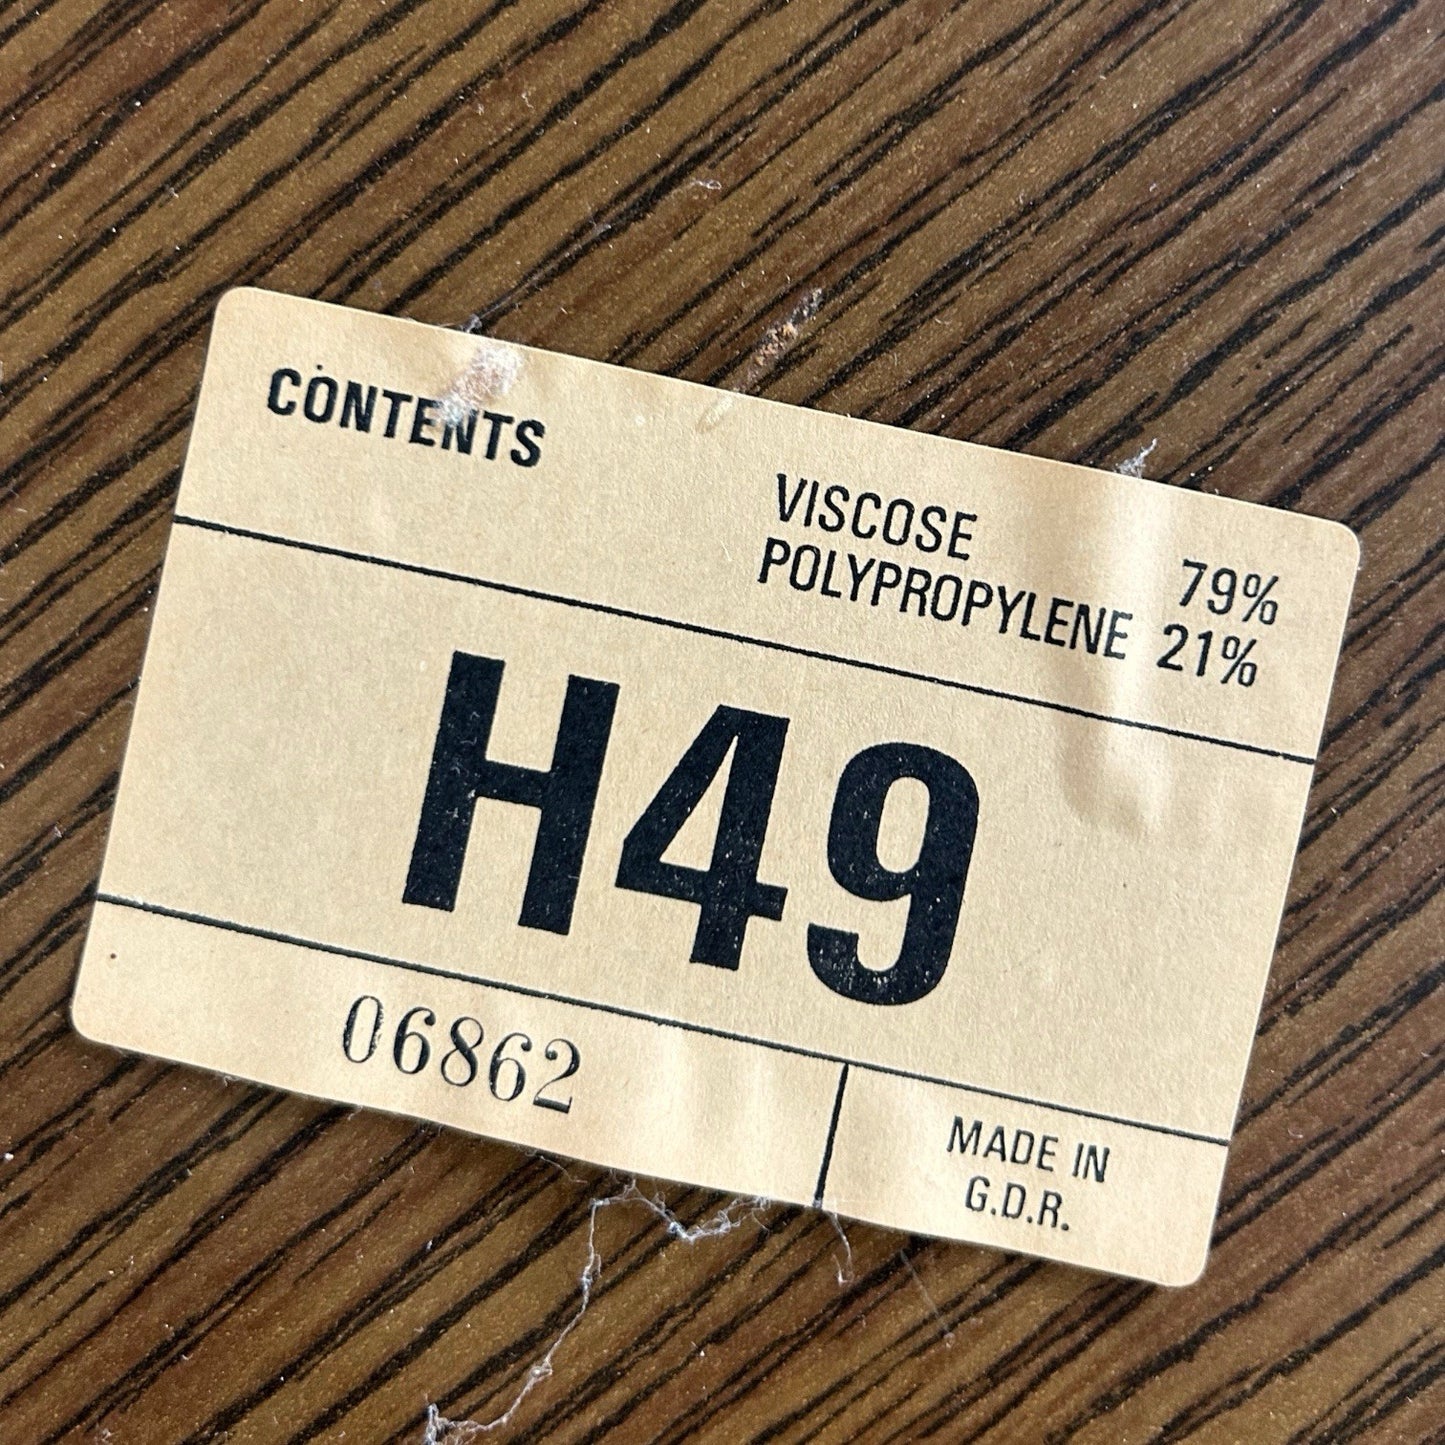 CONTENTS
VISCOSE 79%
POLYPROPYLENE 21%
H49
06862
MADE IN
G.D.R.